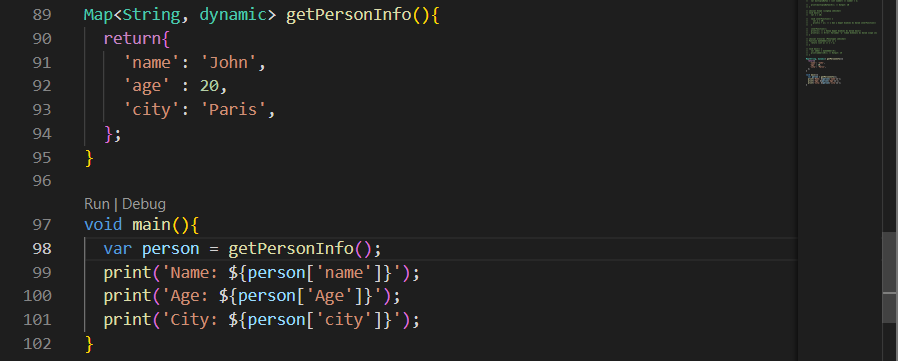 89 Map<String, dynamic> getPersonInfo(){
90 return{
91 'name': 'John',
92 'age' : 20,
93 'city': 'Paris',
94 };
95 }
96
Run | Debug
97 void main(){
98 var person = getPersonInfo();
99 print('Name: ${person['name']}');
100 print('Age: ${person['Age']}');
101 print('City: ${person['city']}');
102 }